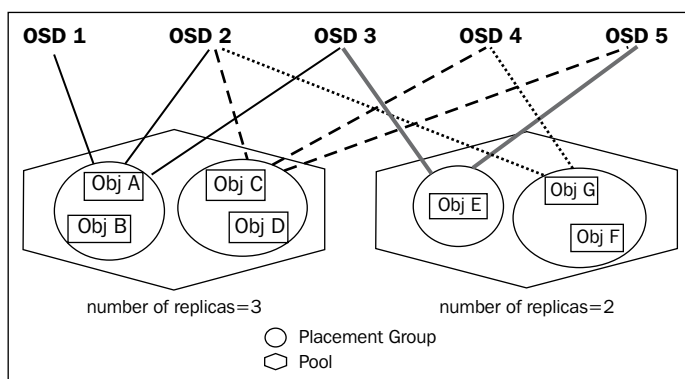 OSD 1 OSD 2 OSD 3 OSD 4 OSD 5
Obj A Obj C Obj E Obj G
Obj B Obj D Obj F
number of replicas=3 number of replicas=2
Placement Group
Pool